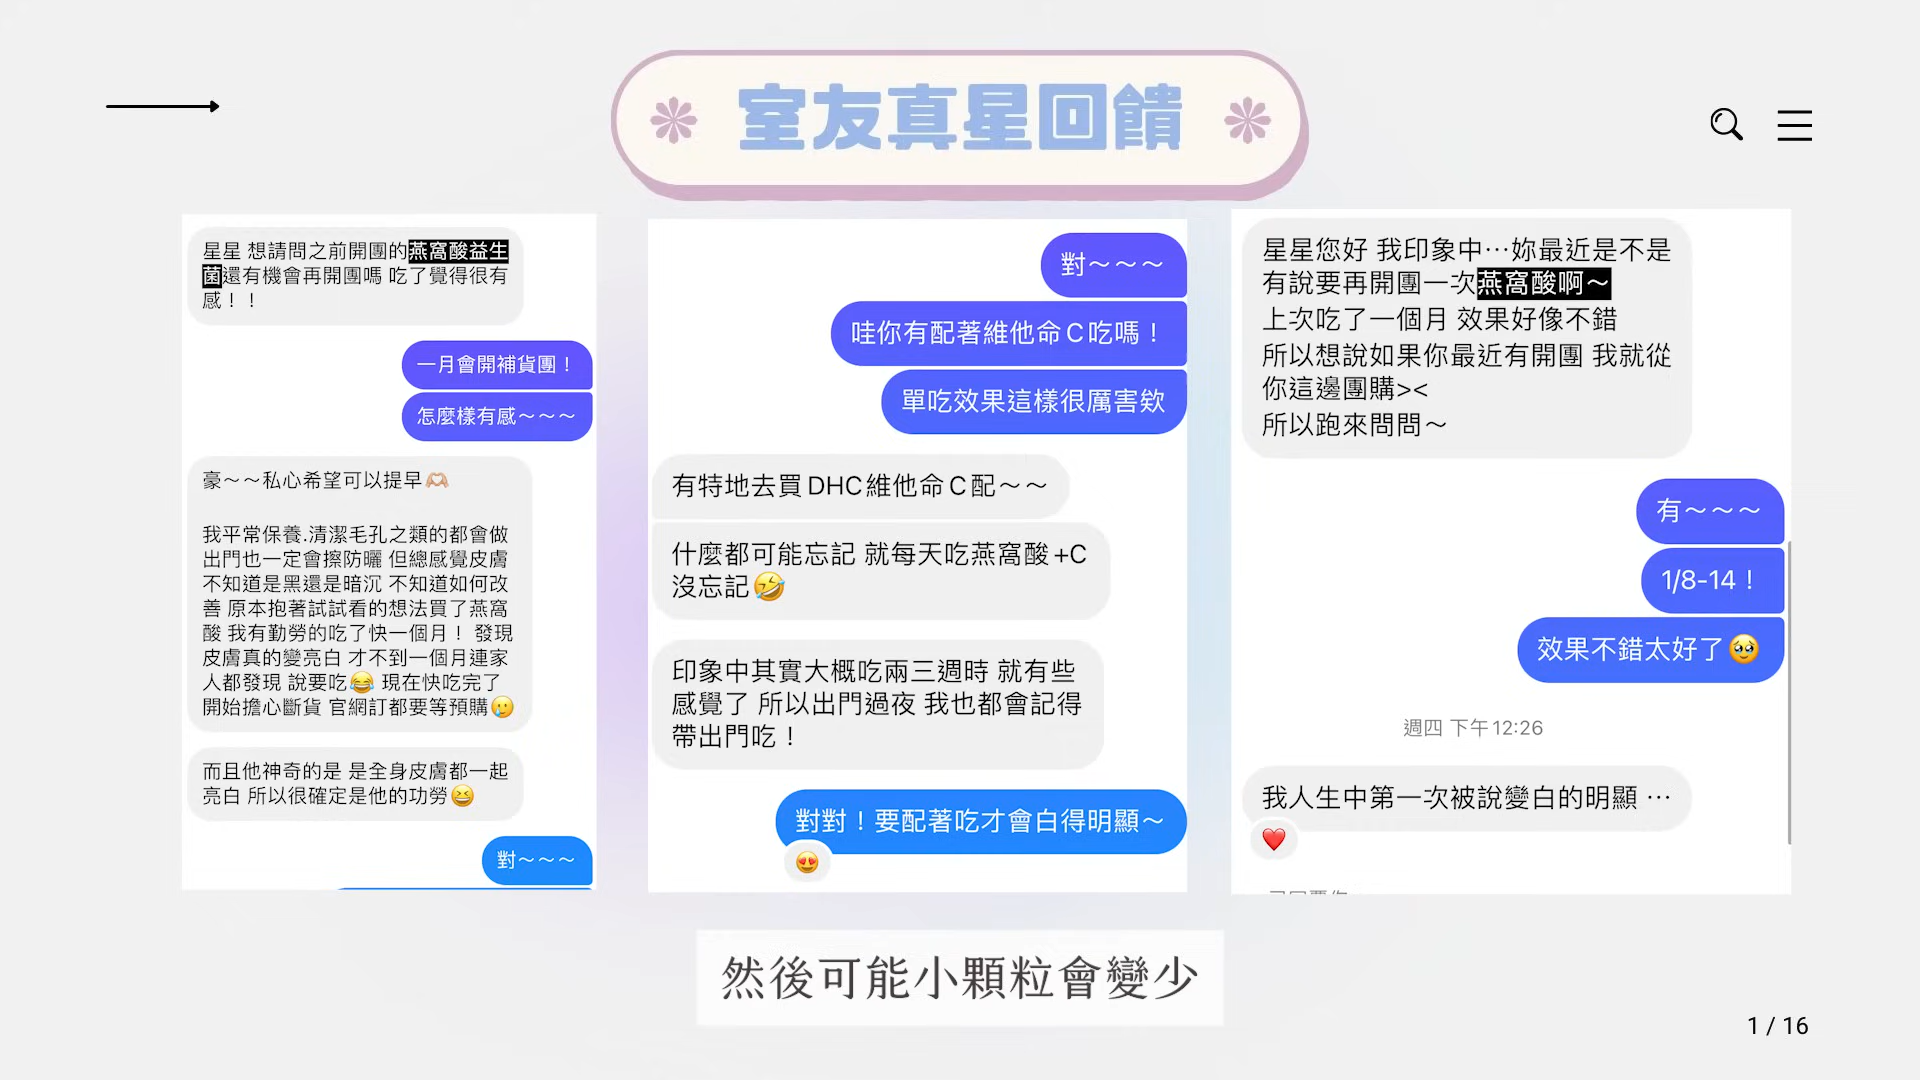 室友真星回饋
星星 想請問之前開團的燕窩酸益生
菌還有機會再開團嗎 吃了覺得很有
感！！
一月會開補貨團！
怎麼樣有感～～～
豪～～私心希望可以提早🫶🏻
我平常保養.清潔毛孔之類的都會做
出門也一定會擦防曬 但總感覺皮膚
不知道是黑還是暗沉 不知道如何改
善 原本抱著試試看的想法買了燕窩
酸 我有勤勞的吃了快一個月！ 發現
皮膚真的變亮白 才不到一個月連家
人都發現 說要吃😂 現在快吃完了
開始擔心斷貨 官網訂都要等預購🥲
而且他神奇的是 是全身皮膚都一起
亮白 所以很確定是他的功勞😆
對～～～
對～～～
哇你有配著維他命C吃嗎！
單吃效果這樣很厲害欸
有特地去買DHC維他命C配～～
什麼都可能忘記 就每天吃燕窩酸+C
沒忘記🤣
印象中其實大概吃兩三週時 就有些
感覺了 所以出門過夜 我也都會記得
帶出門吃！
對對！要配著吃才會白得明顯～
😍
星星您好 我印象中⋯妳最近是不是
有說要再開團一次燕窩酸啊～
上次吃了一個月 效果好像不錯
所以想說如果你最近有開團 我就從
你這邊團購><
所以跑來問問～
有～～～
1/8-14！
效果不錯太好了🥹
週四 下午12:26
我人生中第一次被說變白的明顯 ⋯
❤️
然後可能小顆粒會變少
1 / 16